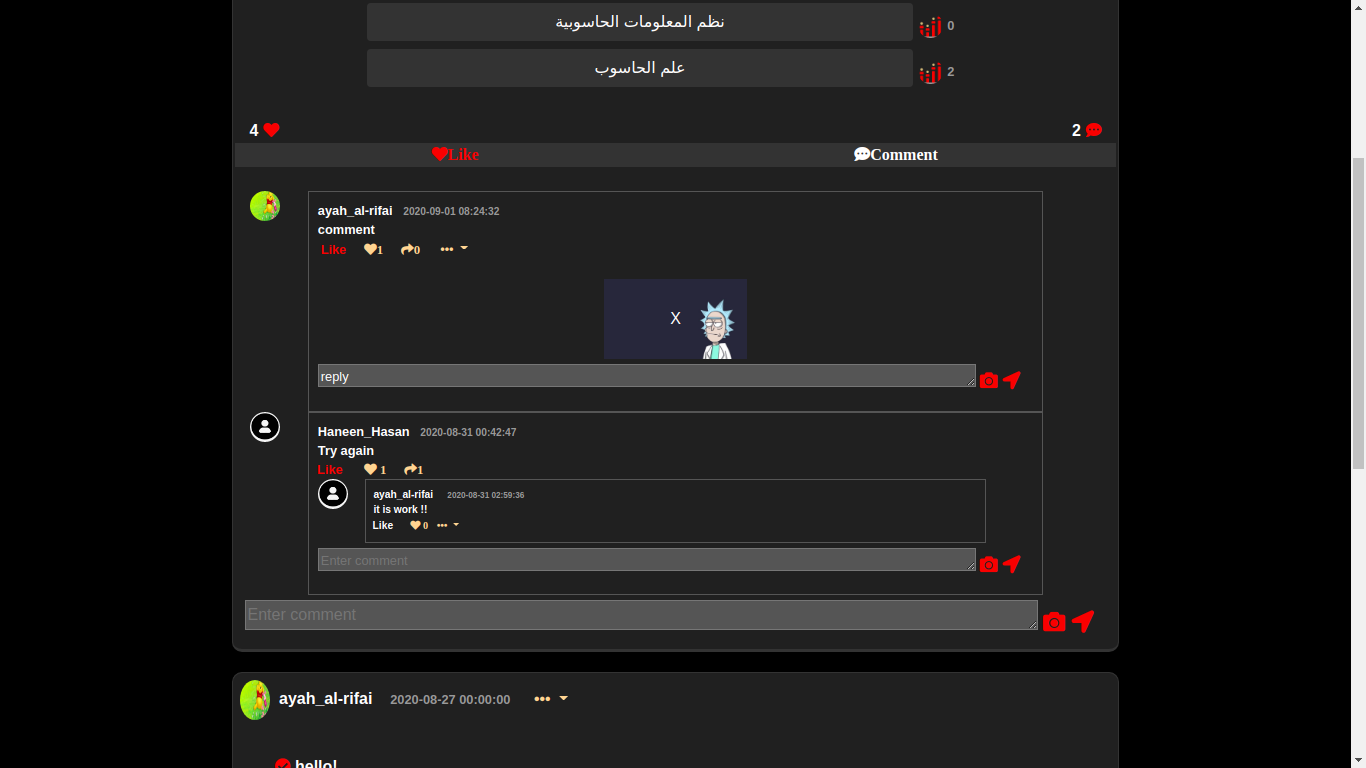 نظم المعلومات الحاسوبية 0
علم الحاسوب 2
4 2
Like Comment
ayah_al-rifai 2020-09-01 08:24:32
comment
Like 1 0 •••
X
reply
Haneen_Hasan 2020-08-31 00:42:47
Try again
Like 1 1
ayah_al-rifai 2020-08-31 02:59:36
it is work !!
Like 0 •••
Enter comment
Enter comment
ayah_al-rifai 2020-08-27 00:00:00 •••
hello!